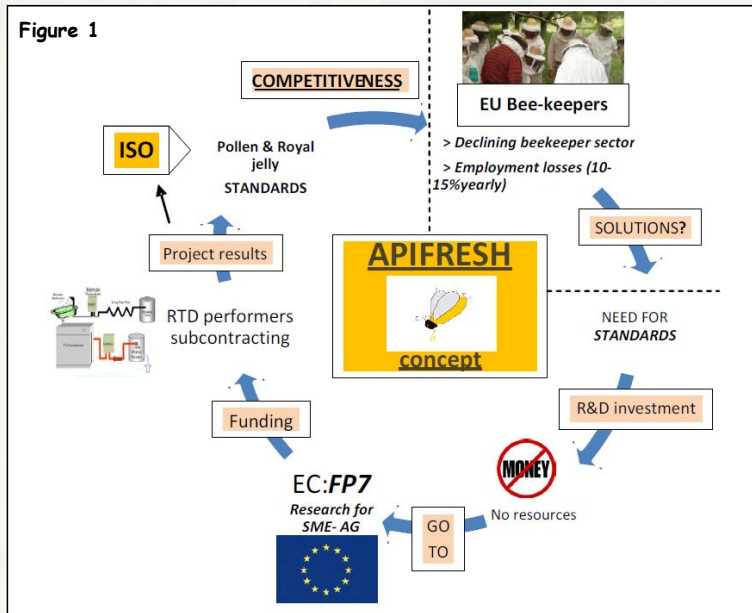 Figure 1
COMPETITIVENESS
EU Bee-keepers
> Declining beekeeper sector
> Employment losses (10-
15%yearly)
SOLUTIONS?
NEED FOR
STANDARDS
R&D investment
MONEY
No resources
GO
TO
EC:FP7
Research for
SME- AG
Funding
RTD performers
subcontracting
Project results
ISO
Pollen & Royal
jelly
STANDARDS
APIFRESH
concept